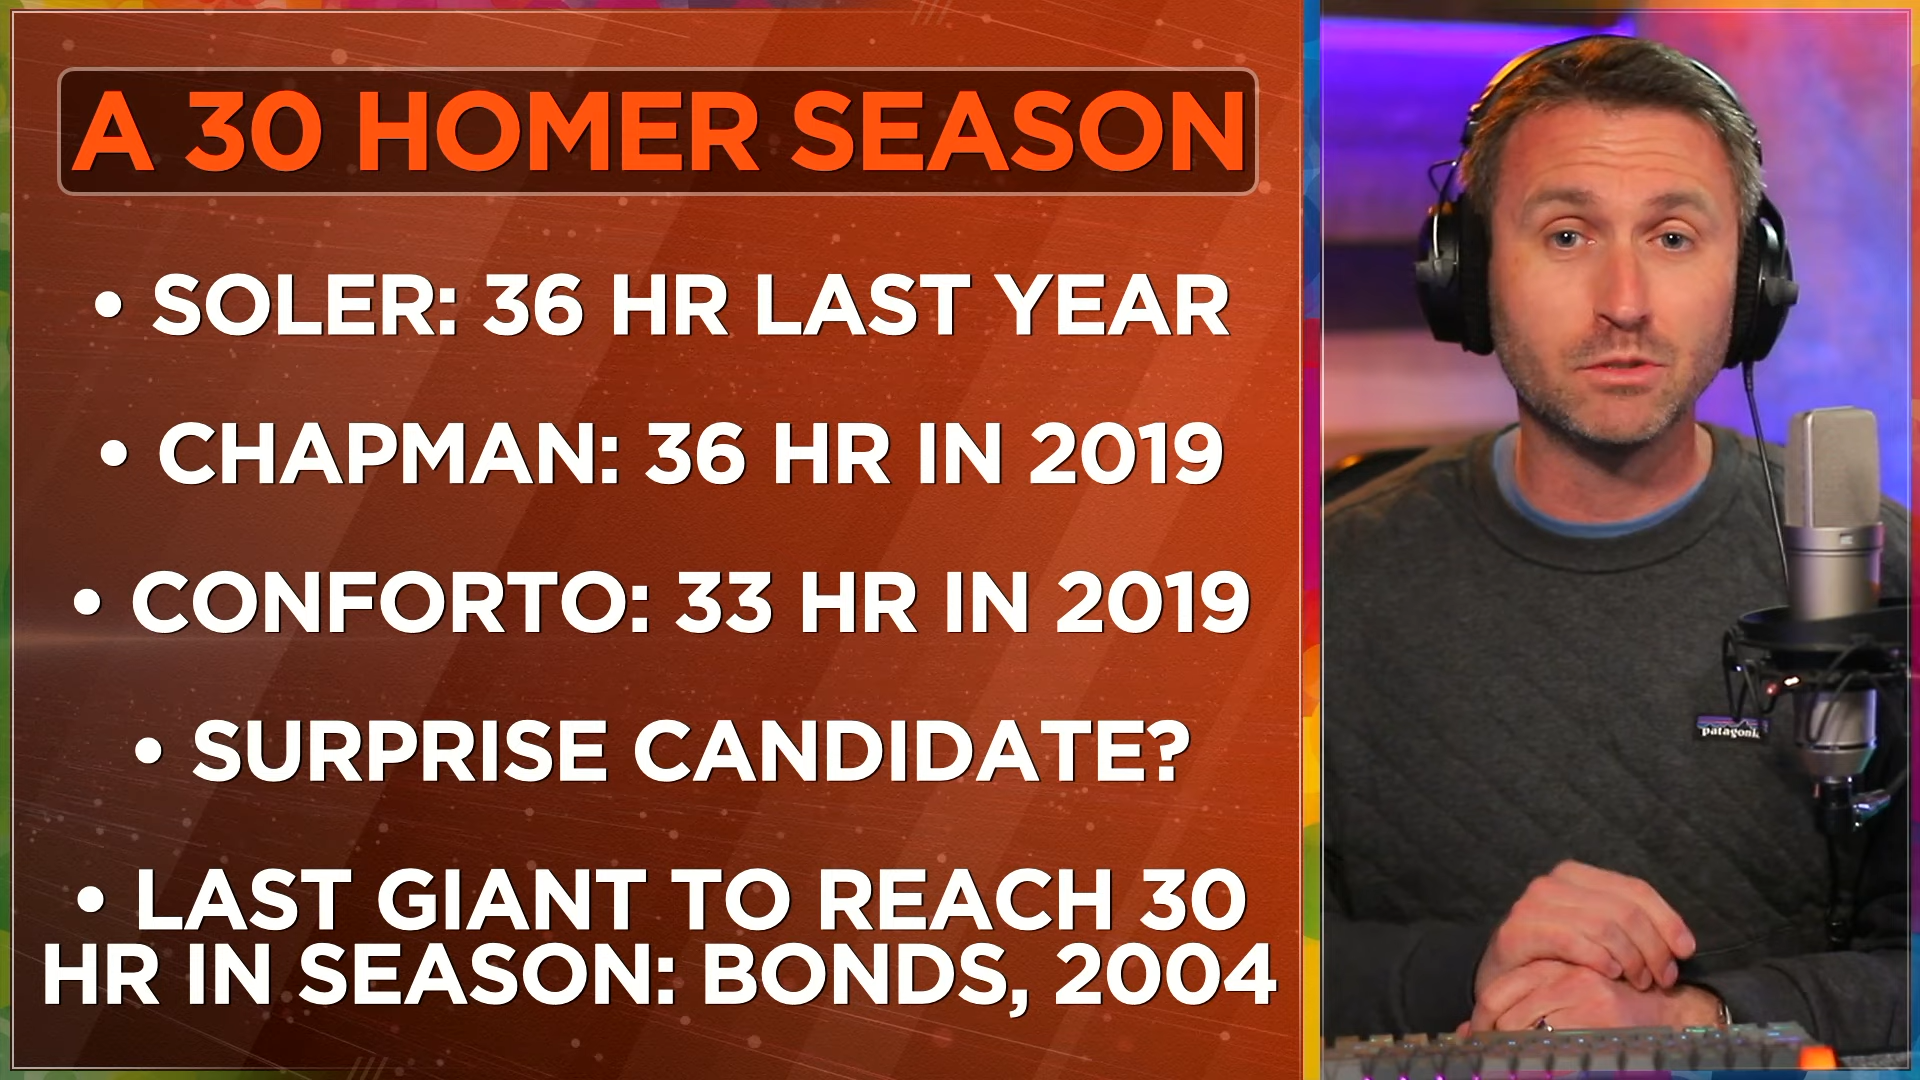 A 30 HOMER SEASON
• SOLER: 36 HR LAST YEAR
• CHAPMAN: 36 HR IN 2019
• CONFORTO: 33 HR IN 2019
• SURPRISE CANDIDATE?
• LAST GIANT TO REACH 30
HR IN SEASON: BONDS, 2004
patagonia